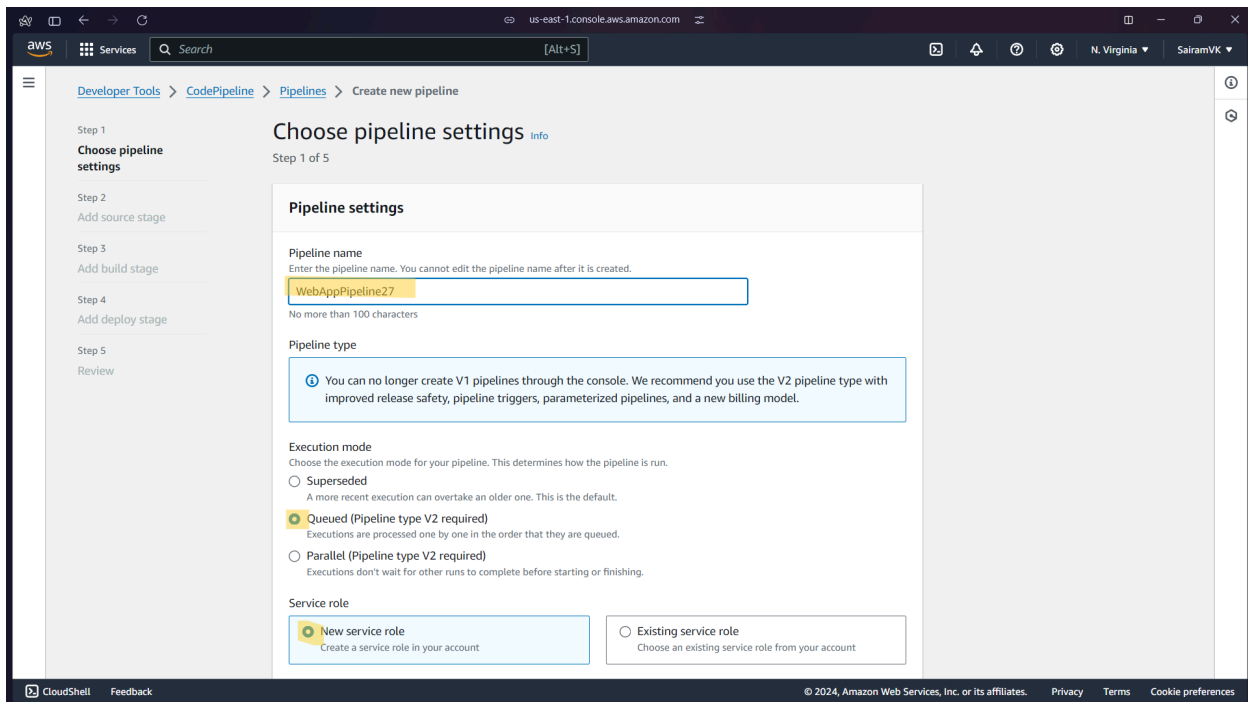 us-east-1.console.aws.amazon.com
aws Services Search [Alt+S] N. Virginia ▼ SairamVK ▼
Developer Tools > CodePipeline > Pipelines > Create new pipeline
Step 1
Choose pipeline
settings
Step 2
Add source stage
Step 3
Add build stage
Step 4
Add deploy stage
Step 5
Review
Choose pipeline settings Info
Step 1 of 5
Pipeline settings
Pipeline name
Enter the pipeline name. You cannot edit the pipeline name after it is created.
WebAppPipeline27
No more than 100 characters
Pipeline type
You can no longer create V1 pipelines through the console. We recommend you use the V2 pipeline type with
improved release safety, pipeline triggers, parameterized pipelines, and a new billing model.
Execution mode
Choose the execution mode for your pipeline. This determines how the pipeline is run.
Superseded
A more recent execution can overtake an older one. This is the default.
Queued (Pipeline type V2 required)
Executions are processed one by one in the order that they are queued.
Parallel (Pipeline type V2 required)
Executions don't wait for other runs to complete before starting or finishing.
Service role
New service role
Create a service role in your account
Existing service role
Choose an existing service role from your account
CloudShell Feedback © 2024, Amazon Web Services, Inc. or its affiliates. Privacy Terms Cookie preferences